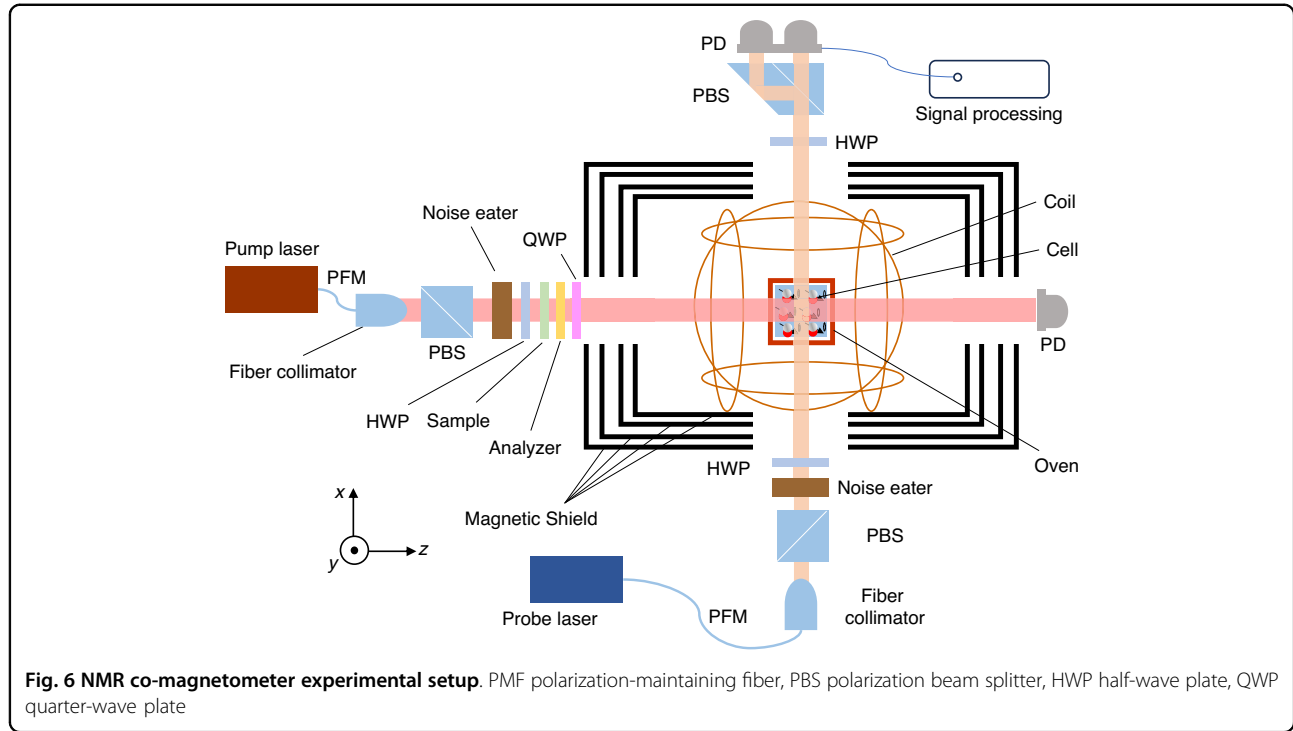 PD
PBS
Signal processing
HWP
Noise eater
QWP
Coil
Cell
Pump laser
PFM
PBS
Fiber collimator
HWP
Sample
Analyzer
PD
Oven
HWP
Noise eater
Magnetic Shield
PBS
x
y
z
Probe laser
PFM
Fiber
collimator
Fig. 6 NMR co-magnetometer experimental setup. PMF polarization-maintaining fiber, PBS polarization beam splitter, HWP half-wave plate, QWP
quarter-wave plate